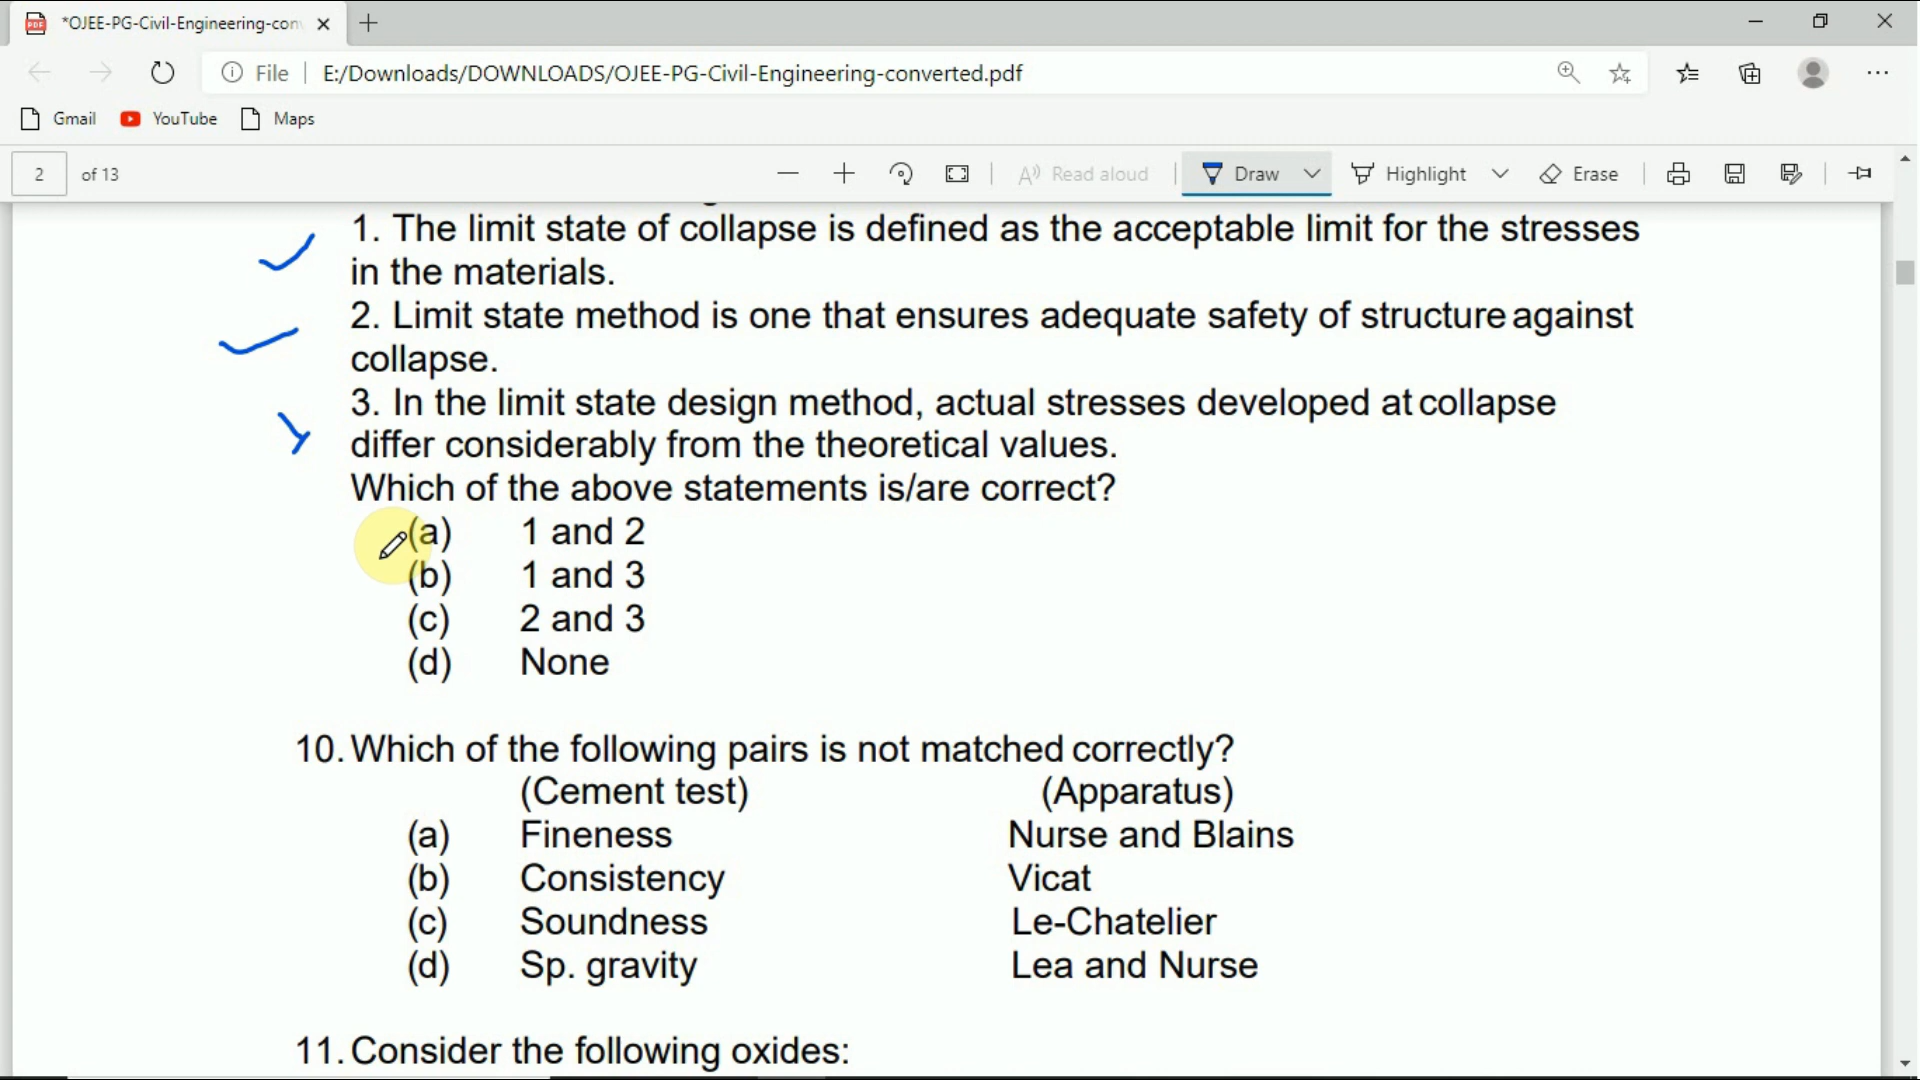 *OJEE-PG-Civil-Engineering-con
File
E:/Downloads/DOWNLOADS/OJEE-PG-Civil-Engineering-converted.pdf
Gmail
YouTube
Maps
2 of 13
Read aloud
Draw
Highlight
Erase
1. The limit state of collapse is defined as the acceptable limit for the stresses
in the materials.
2. Limit state method is one that ensures adequate safety of structure against
collapse.
3. In the limit state design method, actual stresses developed at collapse
differ considerably from the theoretical values.
Which of the above statements is/are correct?
(a) 1 and 2
(b) 1 and 3
(c) 2 and 3
(d) None
10. Which of the following pairs is not matched correctly?
(Cement test) (Apparatus)
(a) Fineness Nurse and Blains
(b) Consistency Vicat
(c) Soundness Le-Chatelier
(d) Sp. gravity Lea and Nurse
11. Consider the following oxides: